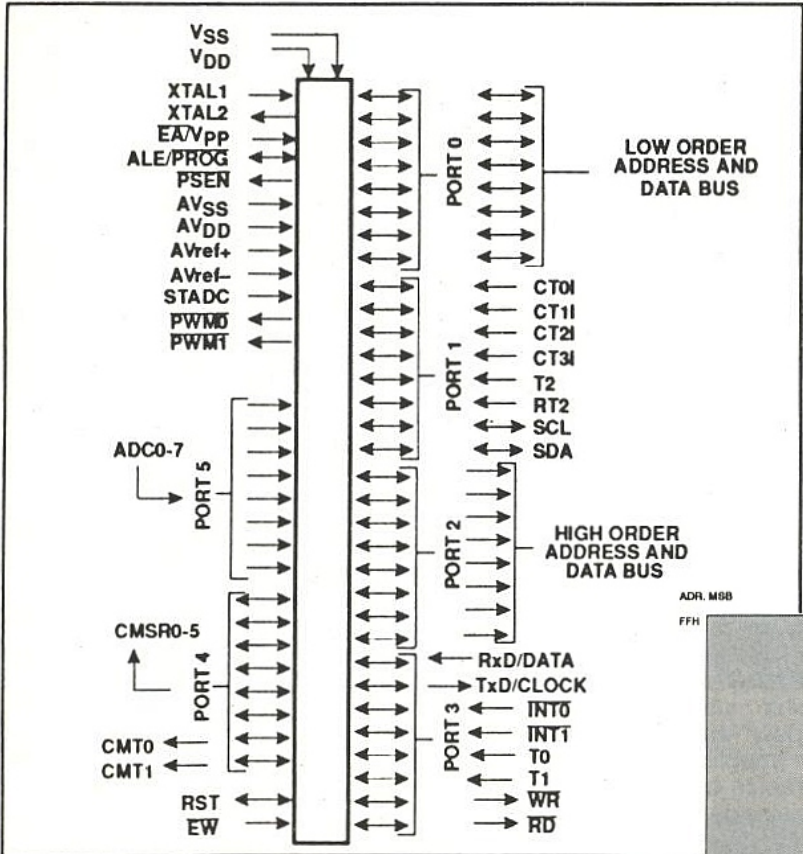 VSS
VDD
XTAL1
XTAL2
EA/VPP
ALE/PROG
PSEN
AVSS
AVDD
AVref+
AVref–
STADC
PWM0
PWM1
ADC0-7
PORT 5
CMSR0-5
PORT 4
CMT0
CMT1
RST
EW
PORT 0
LOW ORDER
ADDRESS AND
DATA BUS
PORT 1
CT0I
CT1I
CT2I
CT3I
T2
RT2
SCL
SDA
PORT 2
HIGH ORDER
ADDRESS AND
DATA BUS
PORT 3
RxD/DATA
TxD/CLOCK
INT0
INT1
T0
T1
WR
RD
ADR. MSB
FFH